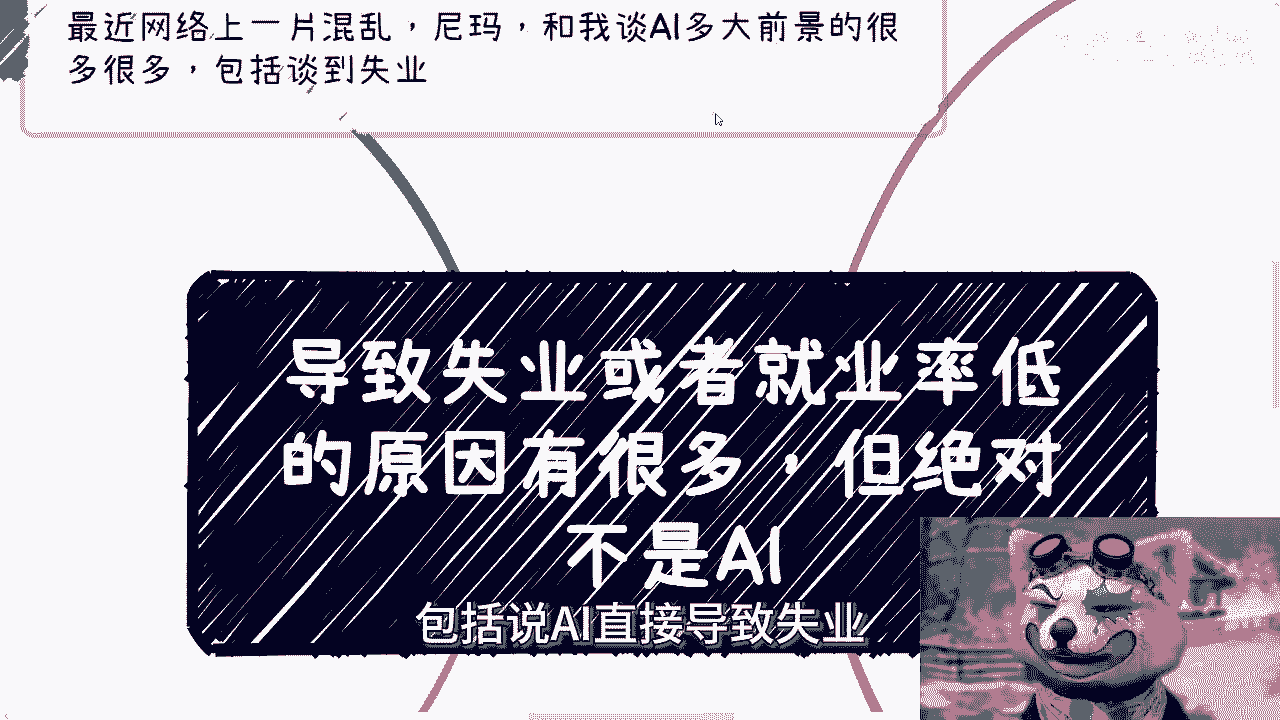 最近网络上一片混乱，尼玛，和我谈AI多大前景的很
多很多，包括谈到失业
导致失业或者就业率低
的原因有很多，但绝对
不是AI
包括说AI直接导致失业